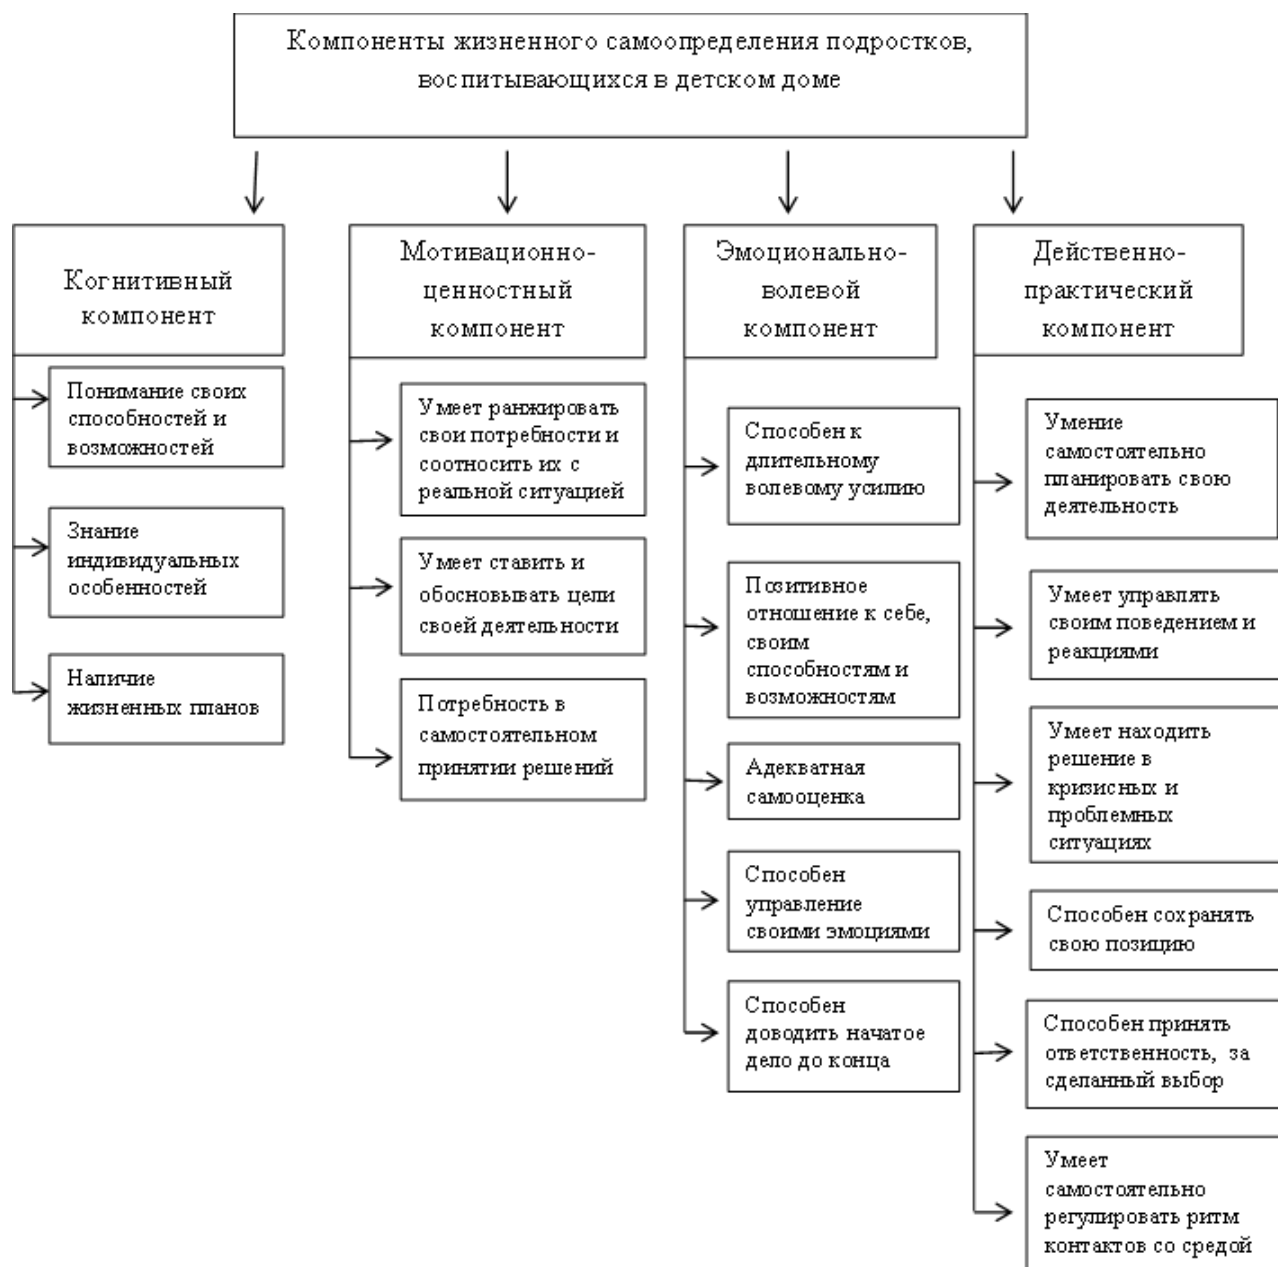 Компоненты жизненного самоопределения подростков,
воспитывающихся в детском доме
Когнитивный
компонент
Понимание своих
способностей и
возможностей
Знание
индивидуальных
особенностей
Наличие
жизненных планов
Мотивационно-
ценностный
компонент
Умеет ранжировать
свои потребности и
соотносить их с
реальной ситуацией
Умеет ставить и
обосновывать цели
своей деятельности
Потребность в
самостоятельном
принятии решений
Эмоционально-
волевой
компонент
Способен к
длительному
волевому усилию
Позитивное
отношение к себе,
своим
способностям и
возможностям
Адекватная
самооценка
Способен
управление
своими эмоциями
Способен
доводить начатое
дело до конца
Действенно-
практический
компонент
Умение
самостоятельно
планировать свою
деятельность
Умеет управлять
своим поведением и
реакциями
Умеет находить
решение в
кризисных и
проблемных
ситуациях
Способен сохранять
свою позицию
Способен принять
ответственность, за
сделанный выбор
Умеет
самостоятельно
регулировать ритм
контактов со средой